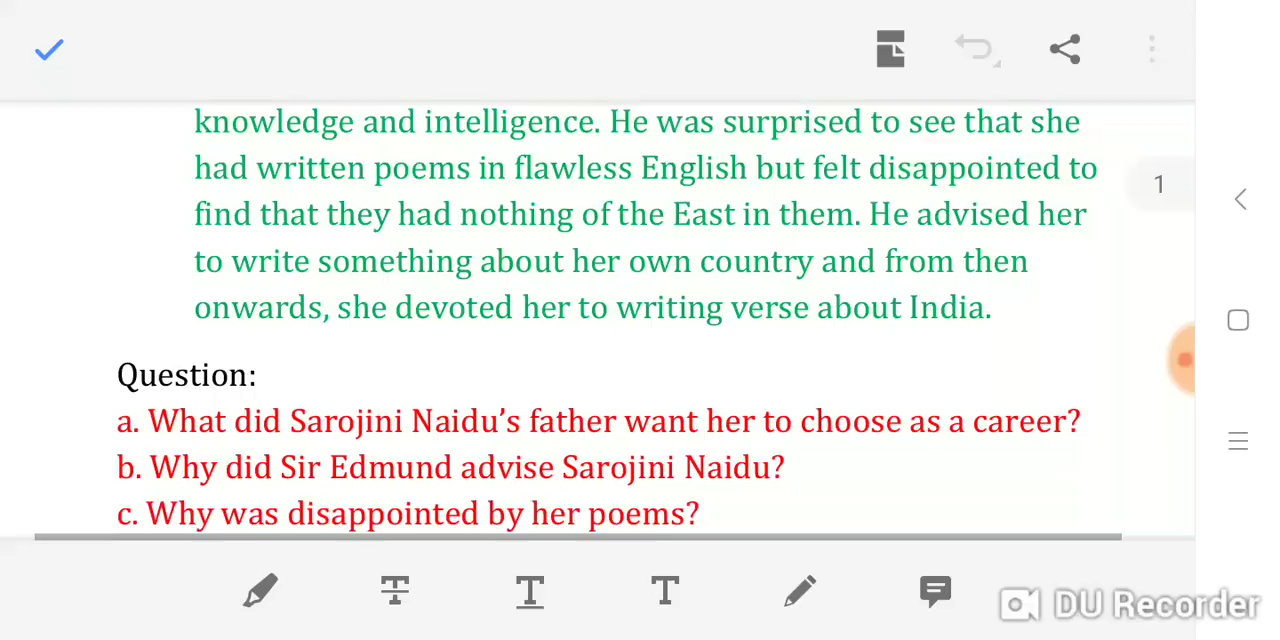 knowledge and intelligence. He was surprised to see that she
had written poems in flawless English but felt disappointed to
find that they had nothing of the East in them. He advised her
to write something about her own country and from then
onwards, she devoted her to writing verse about India.
1
Question:
a. What did Sarojini Naidu's father want her to choose as a career?
b. Why did Sir Edmund advise Sarojini Naidu?
c. Why was disappointed by her poems?
T T T
DU Recorder